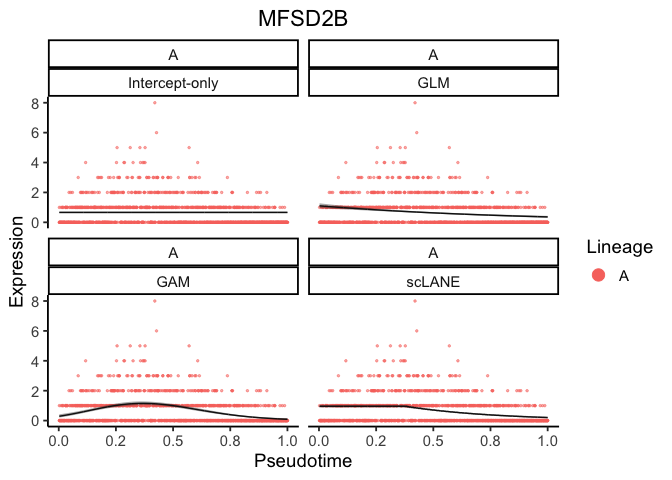 MFSD2B
A A
Intercept-only GLM
8
6
4
2
0
A A
GAM scLANE
8
6
4
2
0
0.0 0.2 0.5 0.8 1.0 0.0 0.2 0.5 0.8 1.0
Pseudotime
Expression
Lineage
A